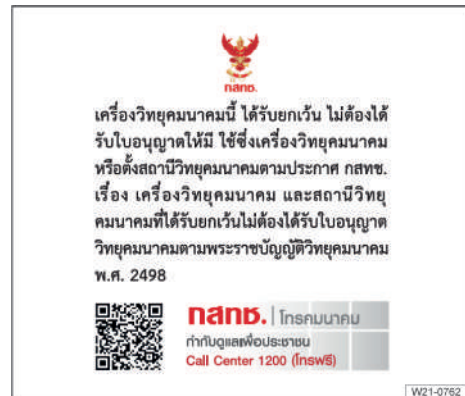 กสทช.
เครื่องวิทยุคมนาคมนี้ ได้รับยกเว้น ไม่ต้องได้
รับใบอนุญาตให้มี ใช้ซึ่งเครื่องวิทยุคมนาคม
หรือตั้งสถานีวิทยุคมนาคมตามประกาศ กสทช.
เรื่อง เครื่องวิทยุคมนาคม และสถานีวิทยุ
คมนาคมที่ได้รับยกเว้นไม่ต้องได้รับใบอนุญาต
วิทยุคมนาคมตามพระราชบัญญัติวิทยุคมนาคม
พ.ศ. 2498
กสทช. | โทรคมนาคม
กำกับดูแลเพื่อประชาชน
Call Center 1200 (โทรฟรี)
W21-0762